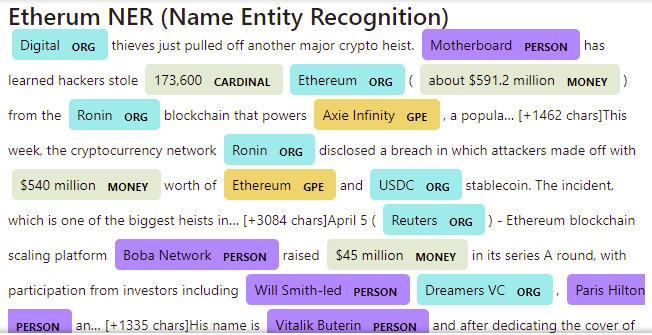 Etherum NER (Name Entity Recognition)
Digital ORG thieves just pulled off another major crypto heist. Motherboard PERSON has
learned hackers stole 173,600 CARDINAL Ethereum ORG ( about $591.2 million MONEY )
from the Ronin ORG blockchain that powers Axie Infinity GPE , a popula... [+1462 chars]This
week, the cryptocurrency network Ronin ORG disclosed a breach in which attackers made off with
$540 million MONEY worth of Ethereum GPE and USDC ORG stablecoin. The incident,
which is one of the biggest heists in... [+3084 chars]April 5 ( Reuters ORG ) - Ethereum blockchain
scaling platform Boba Network PERSON raised $45 million MONEY in its series A round, with
participation from investors including Will Smith-led PERSON Dreamers VC ORG , Paris Hilton
PERSON an... [+1335 chars]His name is Vitalik Buterin PERSON and after dedicating the cover of